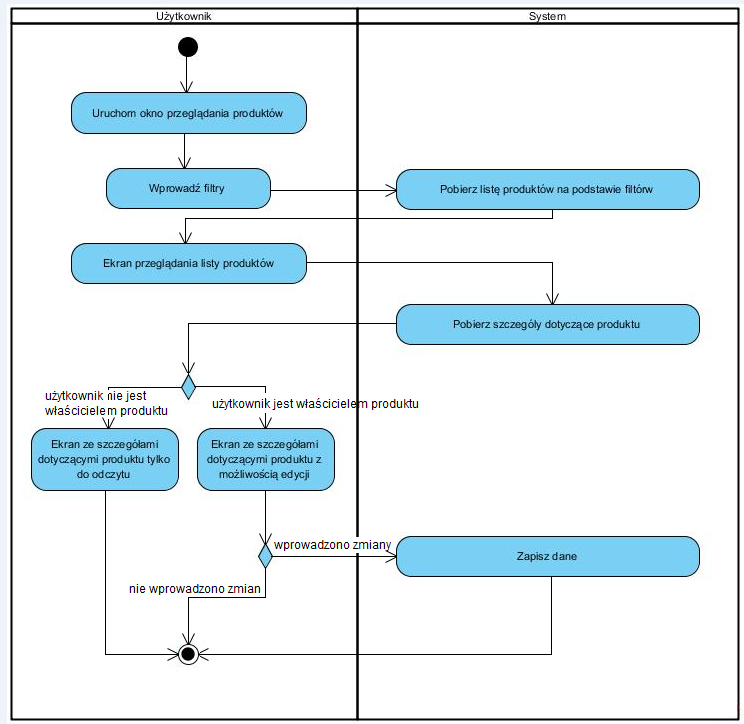 Użytkownik
System
Uruchom okno przeglądania produktów
Wprowadź filtry
Pobierz listę produktów na podstawie filtórw
Ekran przeglądania listy produktów
Pobierz szczegóły dotyczące produktu
użytkownik nie jest
właścicielem produktu
użytkownik jest właścicielem produktu
Ekran ze szczegółami
dotyczącymi produktu tylko
do odczytu
Ekran ze szczegółami
dotyczącymi produktu z
możliwością edycji
wprowadzono zmiany
Zapisz dane
nie wprowadzono zmian